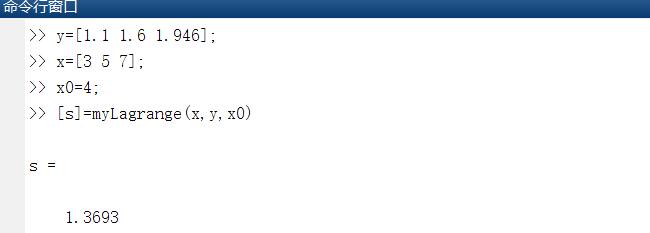 命令行窗口
>> y=[1.1 1.6 1.946];
>> x=[3 5 7];
>> x0=4;
>> [s]=myLagrange(x,y,x0)
s =
1.3693